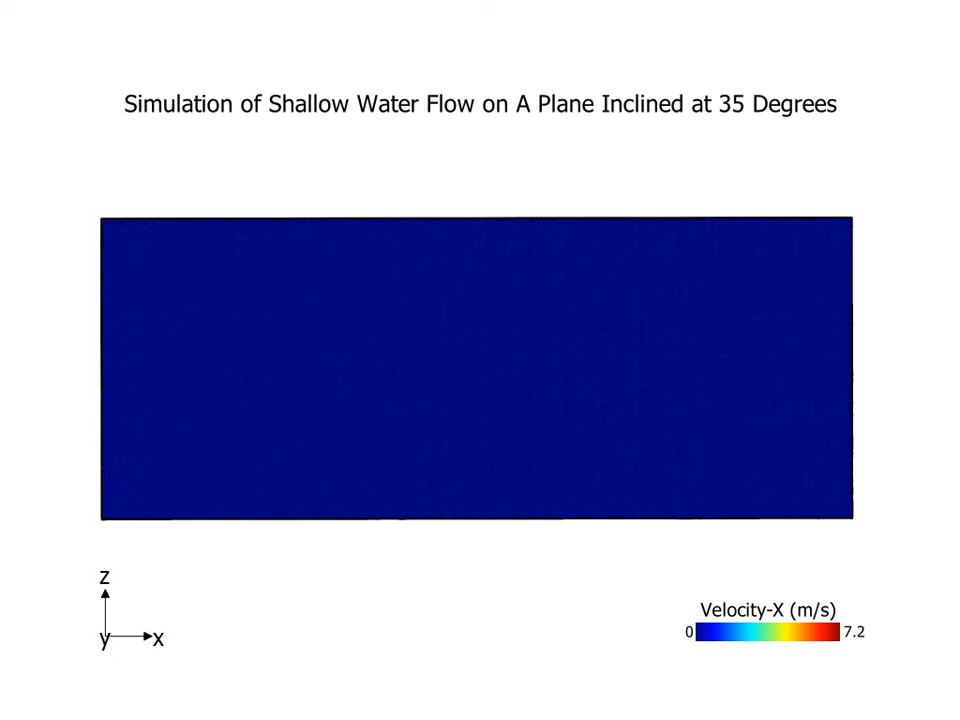 Simulation of Shallow Water Flow on A Plane Inclined at 35 Degrees
z
y x
Velocity-X (m/s)
0 7.2